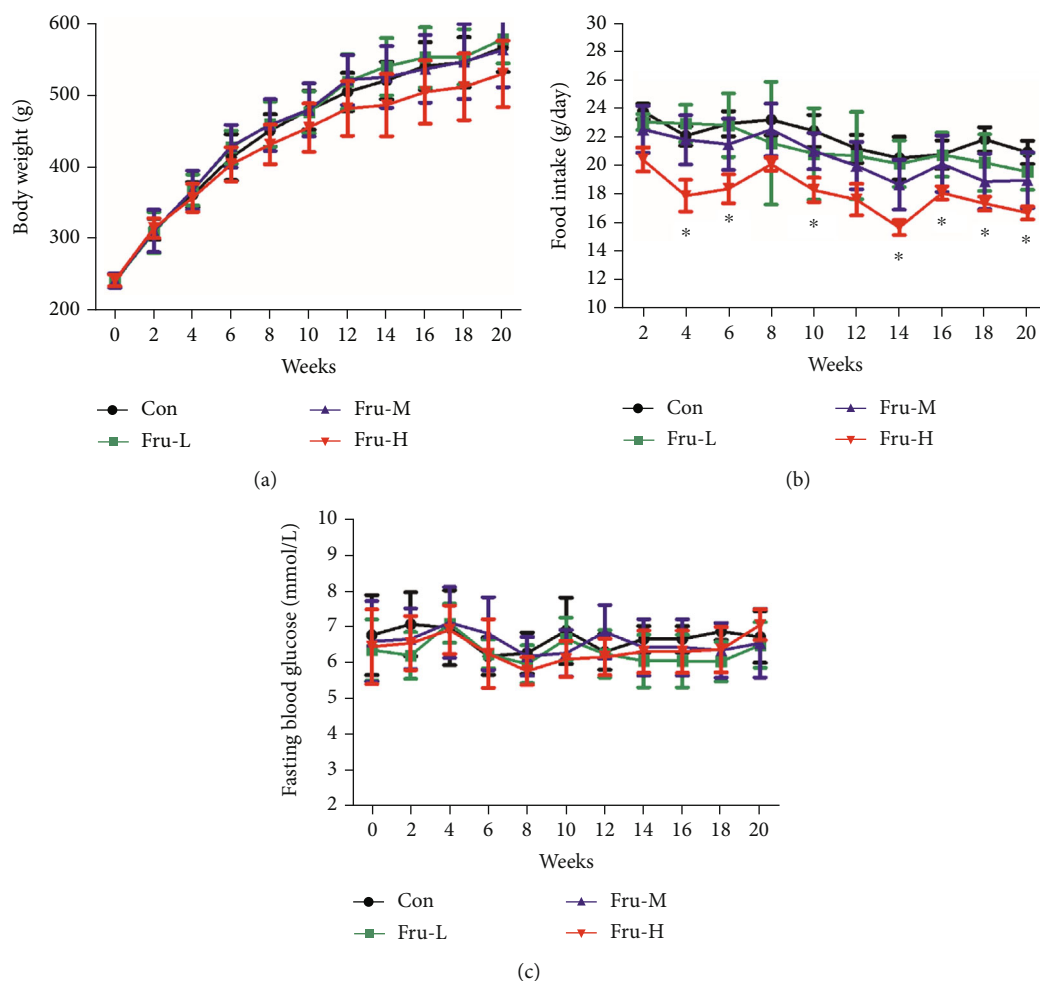 600
500
400
300
200
Body weight (g)
0 2 4 6 8 10 12 14 16 18 20
Weeks
Con Fru-M
Fru-L Fru-H
(a)
30
28
26
24
22
20
18
16
14
12
10
Food intake (g/day)
* * * * * * *
2 4 6 8 10 12 14 16 18 20
Weeks
Con Fru-M
Fru-L Fru-H
(b)
10
9
8
7
6
5
4
3
2
Fasting blood glucose (mmol/L)
0 2 4 6 8 10 12 14 16 18 20
Weeks
Con Fru-M
Fru-L Fru-H
(c)